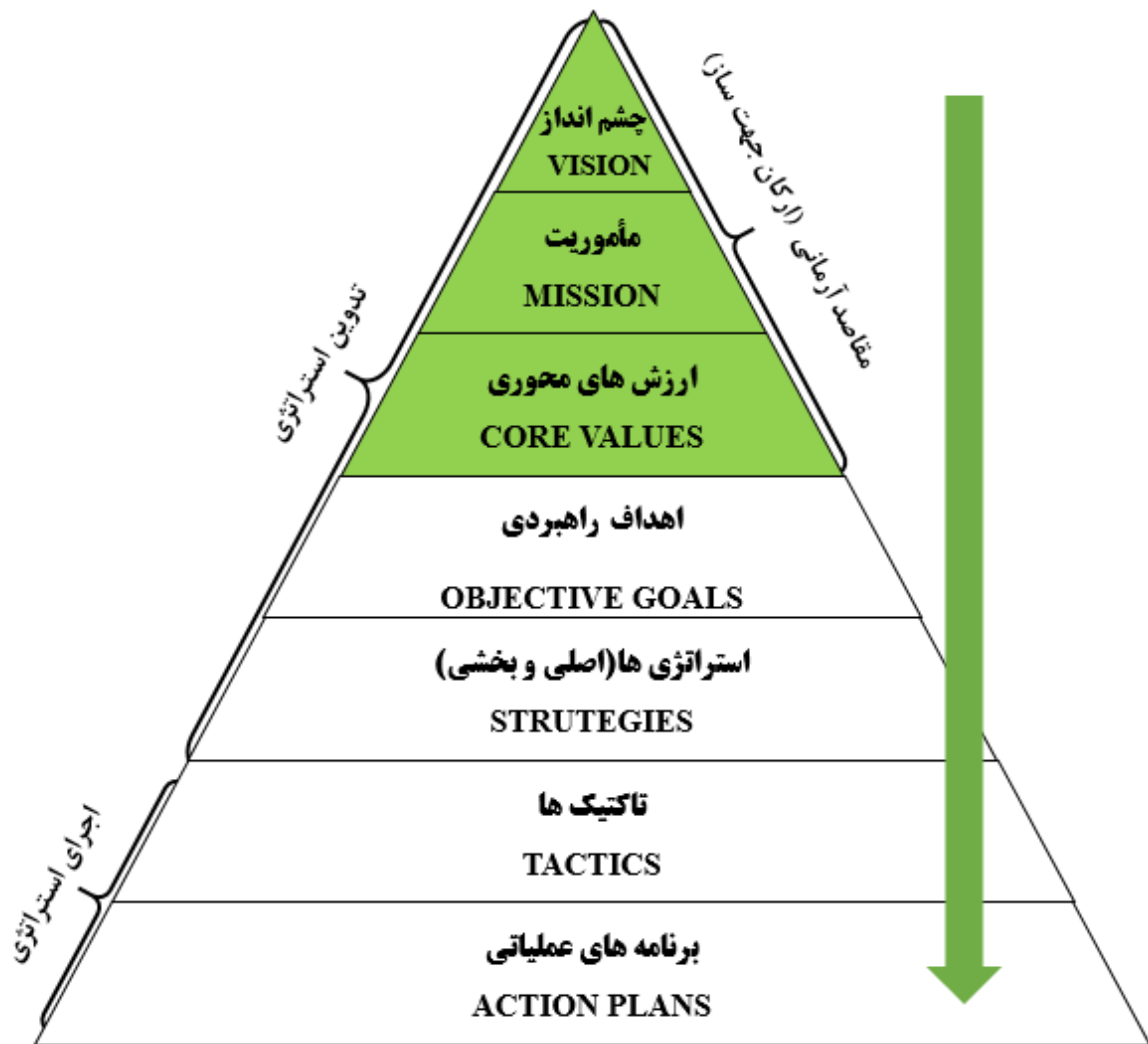 چشم انداز
VISION
مأموریت
MISSION
ارزش های محوری
CORE VALUES
اهداف راهبردی
OBJECTIVE GOALS
استراتژی ها(اصلی و بخشی)
STRUTEGIES
تاکتیک ها
TACTICS
برنامه های عملیاتی
ACTION PLANS
مقاصد آرمانی (ارکان جهت ساز)
تدوین استراتژی
اجرای استراتژی